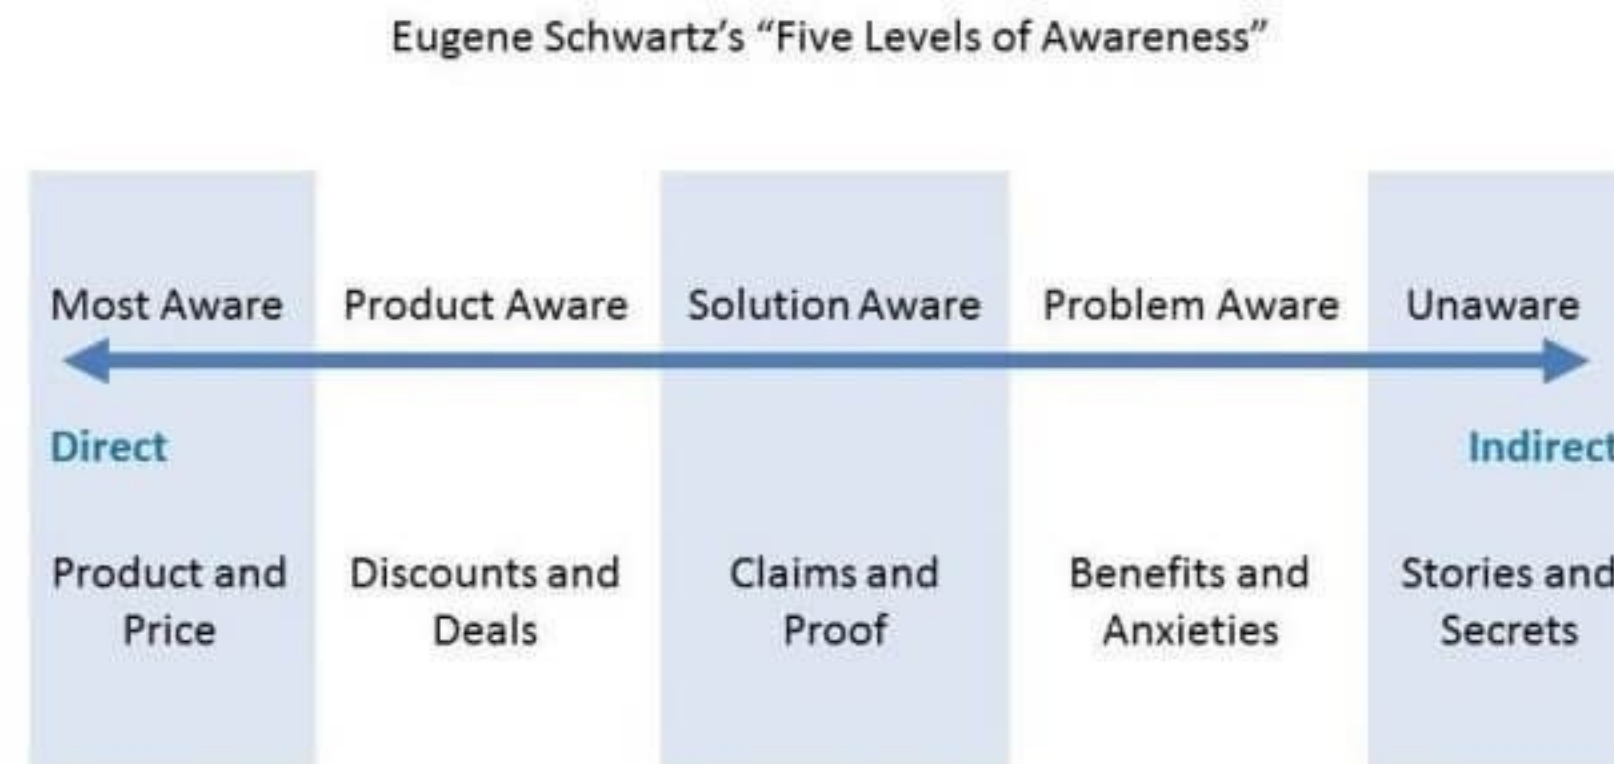 Eugene Schwartz’s “Five Levels of Awareness”
Most Aware
Product Aware
Solution Aware
Problem Aware
Unaware
Direct
Indirect
Product and
Price
Discounts and
Deals
Claims and
Proof
Benefits and
Anxieties
Stories and
Secrets